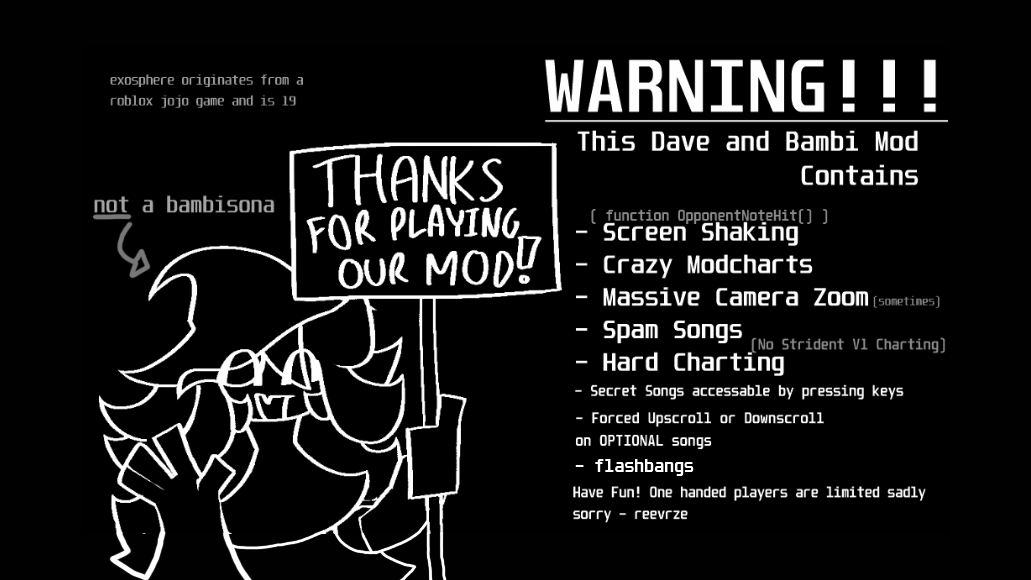 exosphere originates from a
roblox jojo game and is 19
not a bambisona
THANKS
FOR PLAYING
OUR MOD!
WARNING!!!
This Dave and Bambi Mod
Contains
[ function OpponentNoteHit() ]
- Screen Shaking
- Crazy Modcharts
- Massive Camera Zoom (sometimes)
- Spam Songs
(No Strident V1 Charting)
- Hard Charting
- Secret Songs accessable by pressing keys
- Forced Upscroll or Downscroll
on OPTIONAL songs
- flashbangs
Have Fun! One handed players are limited sadly
sorry - reevrze